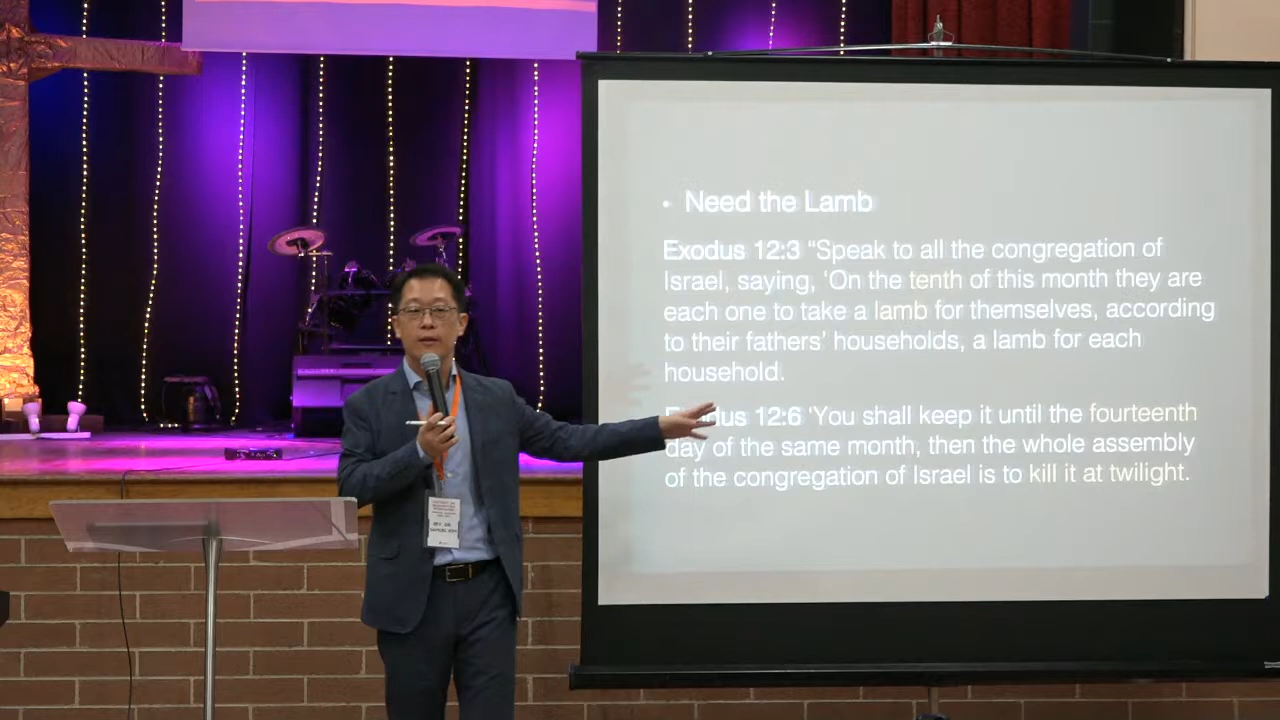 • Need the Lamb
Exodus 12:3 “Speak to all the congregation of
Israel, saying, ‘On the tenth of this month they are
each one to take a lamb for themselves, according
to their fathers’ households, a lamb for each
household.
12:6 ‘You shall keep it until the fourteenth
day of the same month, then the whole assembly
of the congregation of Israel is to kill it at twilight.